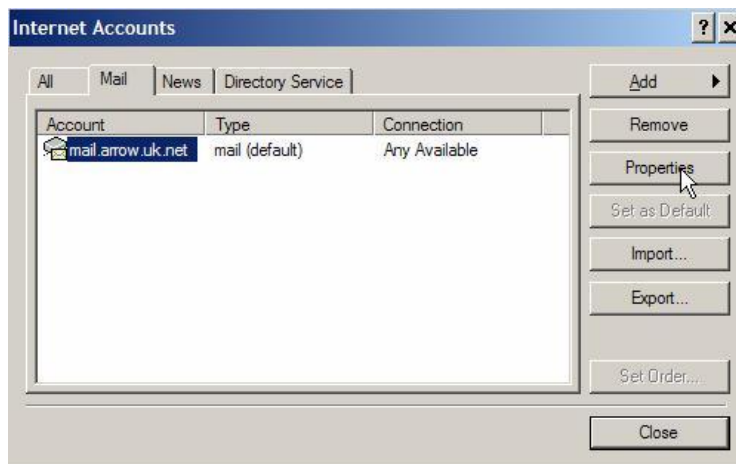 Internet Accounts
All Mail News Directory Service
Account Type Connection
mail.arrow.uk.net mail (default) Any Available
Add
Remove
Properties
Set as Default
Import...
Export...
Set Order...
Close